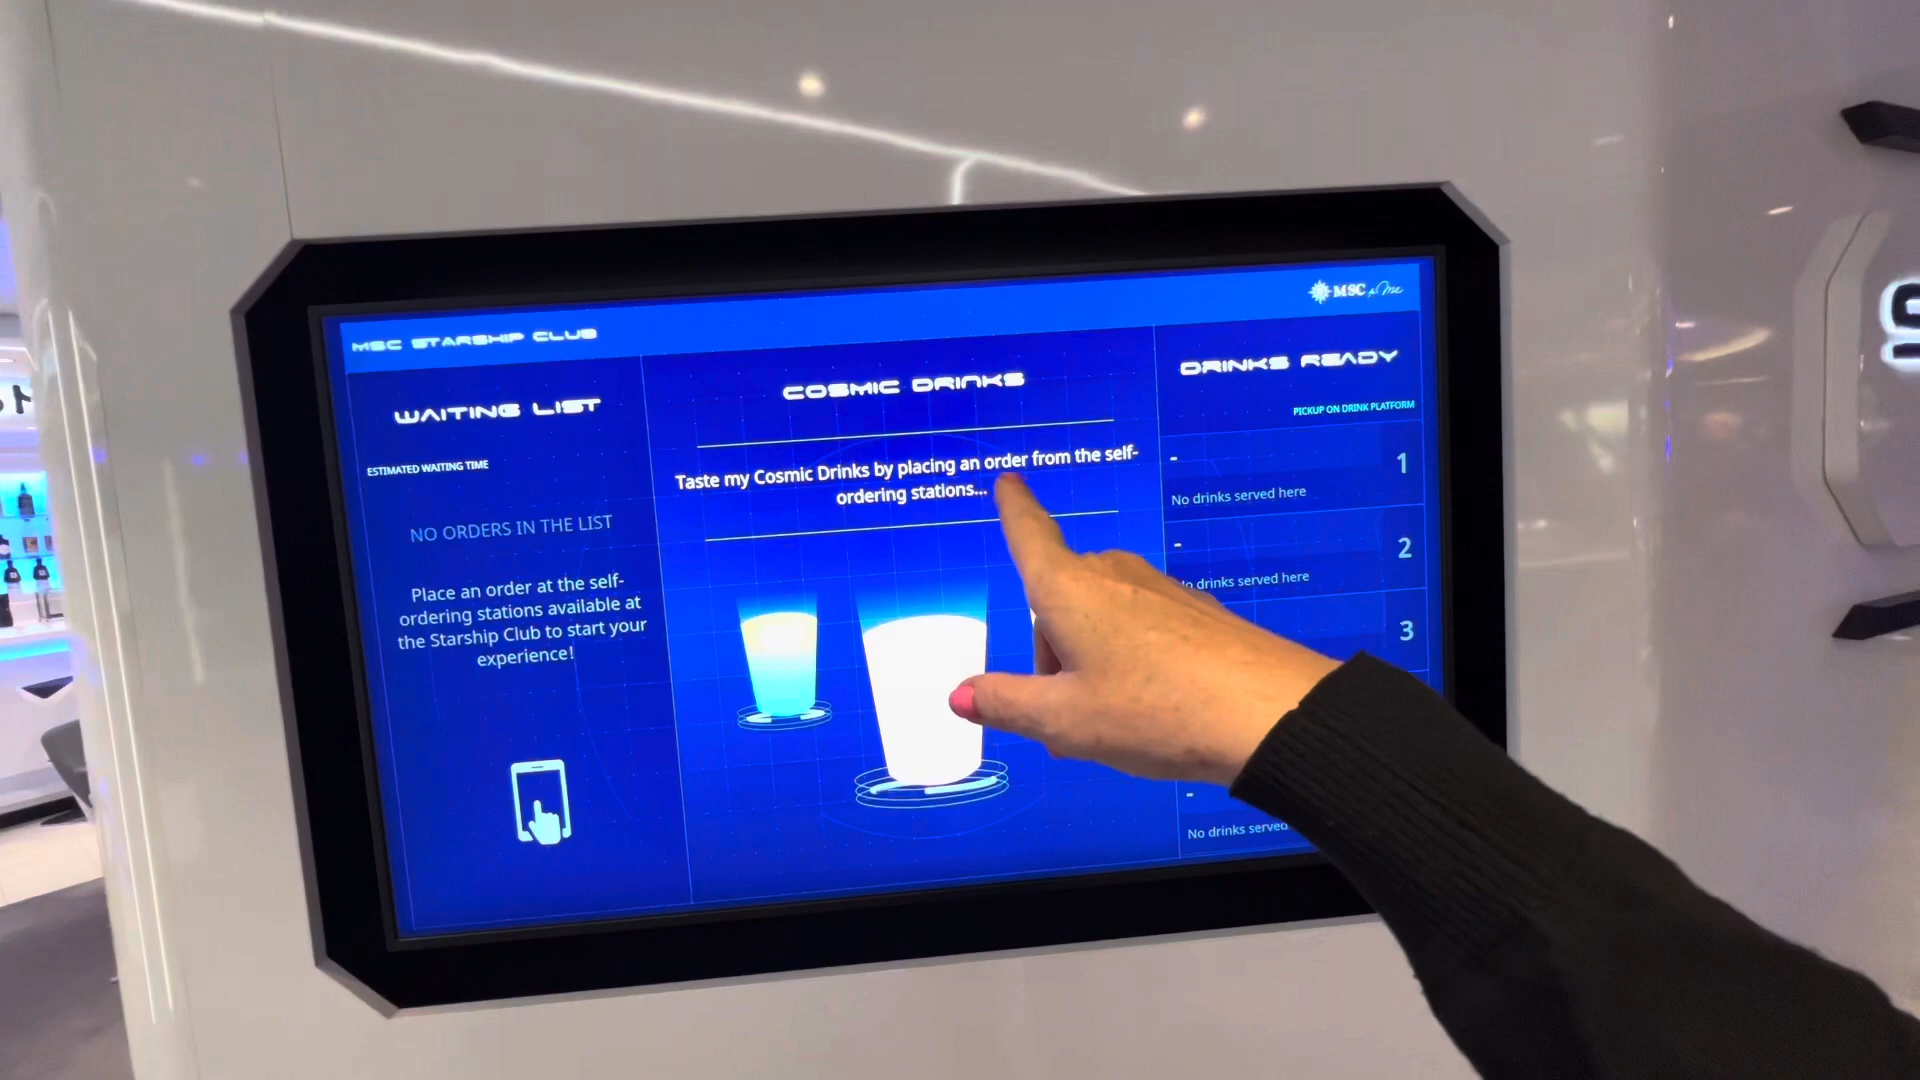 MSC STARSHIP CLUB
MSC for Me
WAITING LIST
ESTIMATED WAITING TIME
NO ORDERS IN THE LIST
Place an order at the self-
ordering stations available at
the Starship Club to start your
experience!
COSMIC DRINKS
Taste my Cosmic Drinks by placing an order from the self-
ordering stations...
DRINKS READY
PICKUP ON DRINK PLATFORM
-
1
No drinks served here
-
2
No drinks served here
3
-
No drinks served